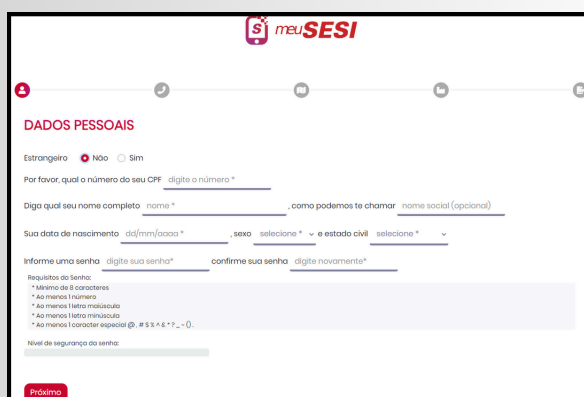 S meuSESI
DADOS PESSOAIS
Estrangeiro Não Sim
Por favor, qual o número do seu CPF digite o número *
Diga qual seu nome completo nome * , como podemos te chamar nome social (opcional)
Sua data de nascimento dd/mm/aaaa * , sexo selecione * e estado civil selecione *
Informe uma senha digite sua senha* confirme sua senha digite novamente*
Requisitos da Senha:
* Mínimo de 8 caracteres
* Ao menos 1 número
* Ao menos 1 letra maiúscula
* Ao menos 1 letra minúscula
* Ao menos 1 caracter especial @ , # $ % ^ & * ? _ ~ ( ) .
Nível de segurança da senha:
Próximo